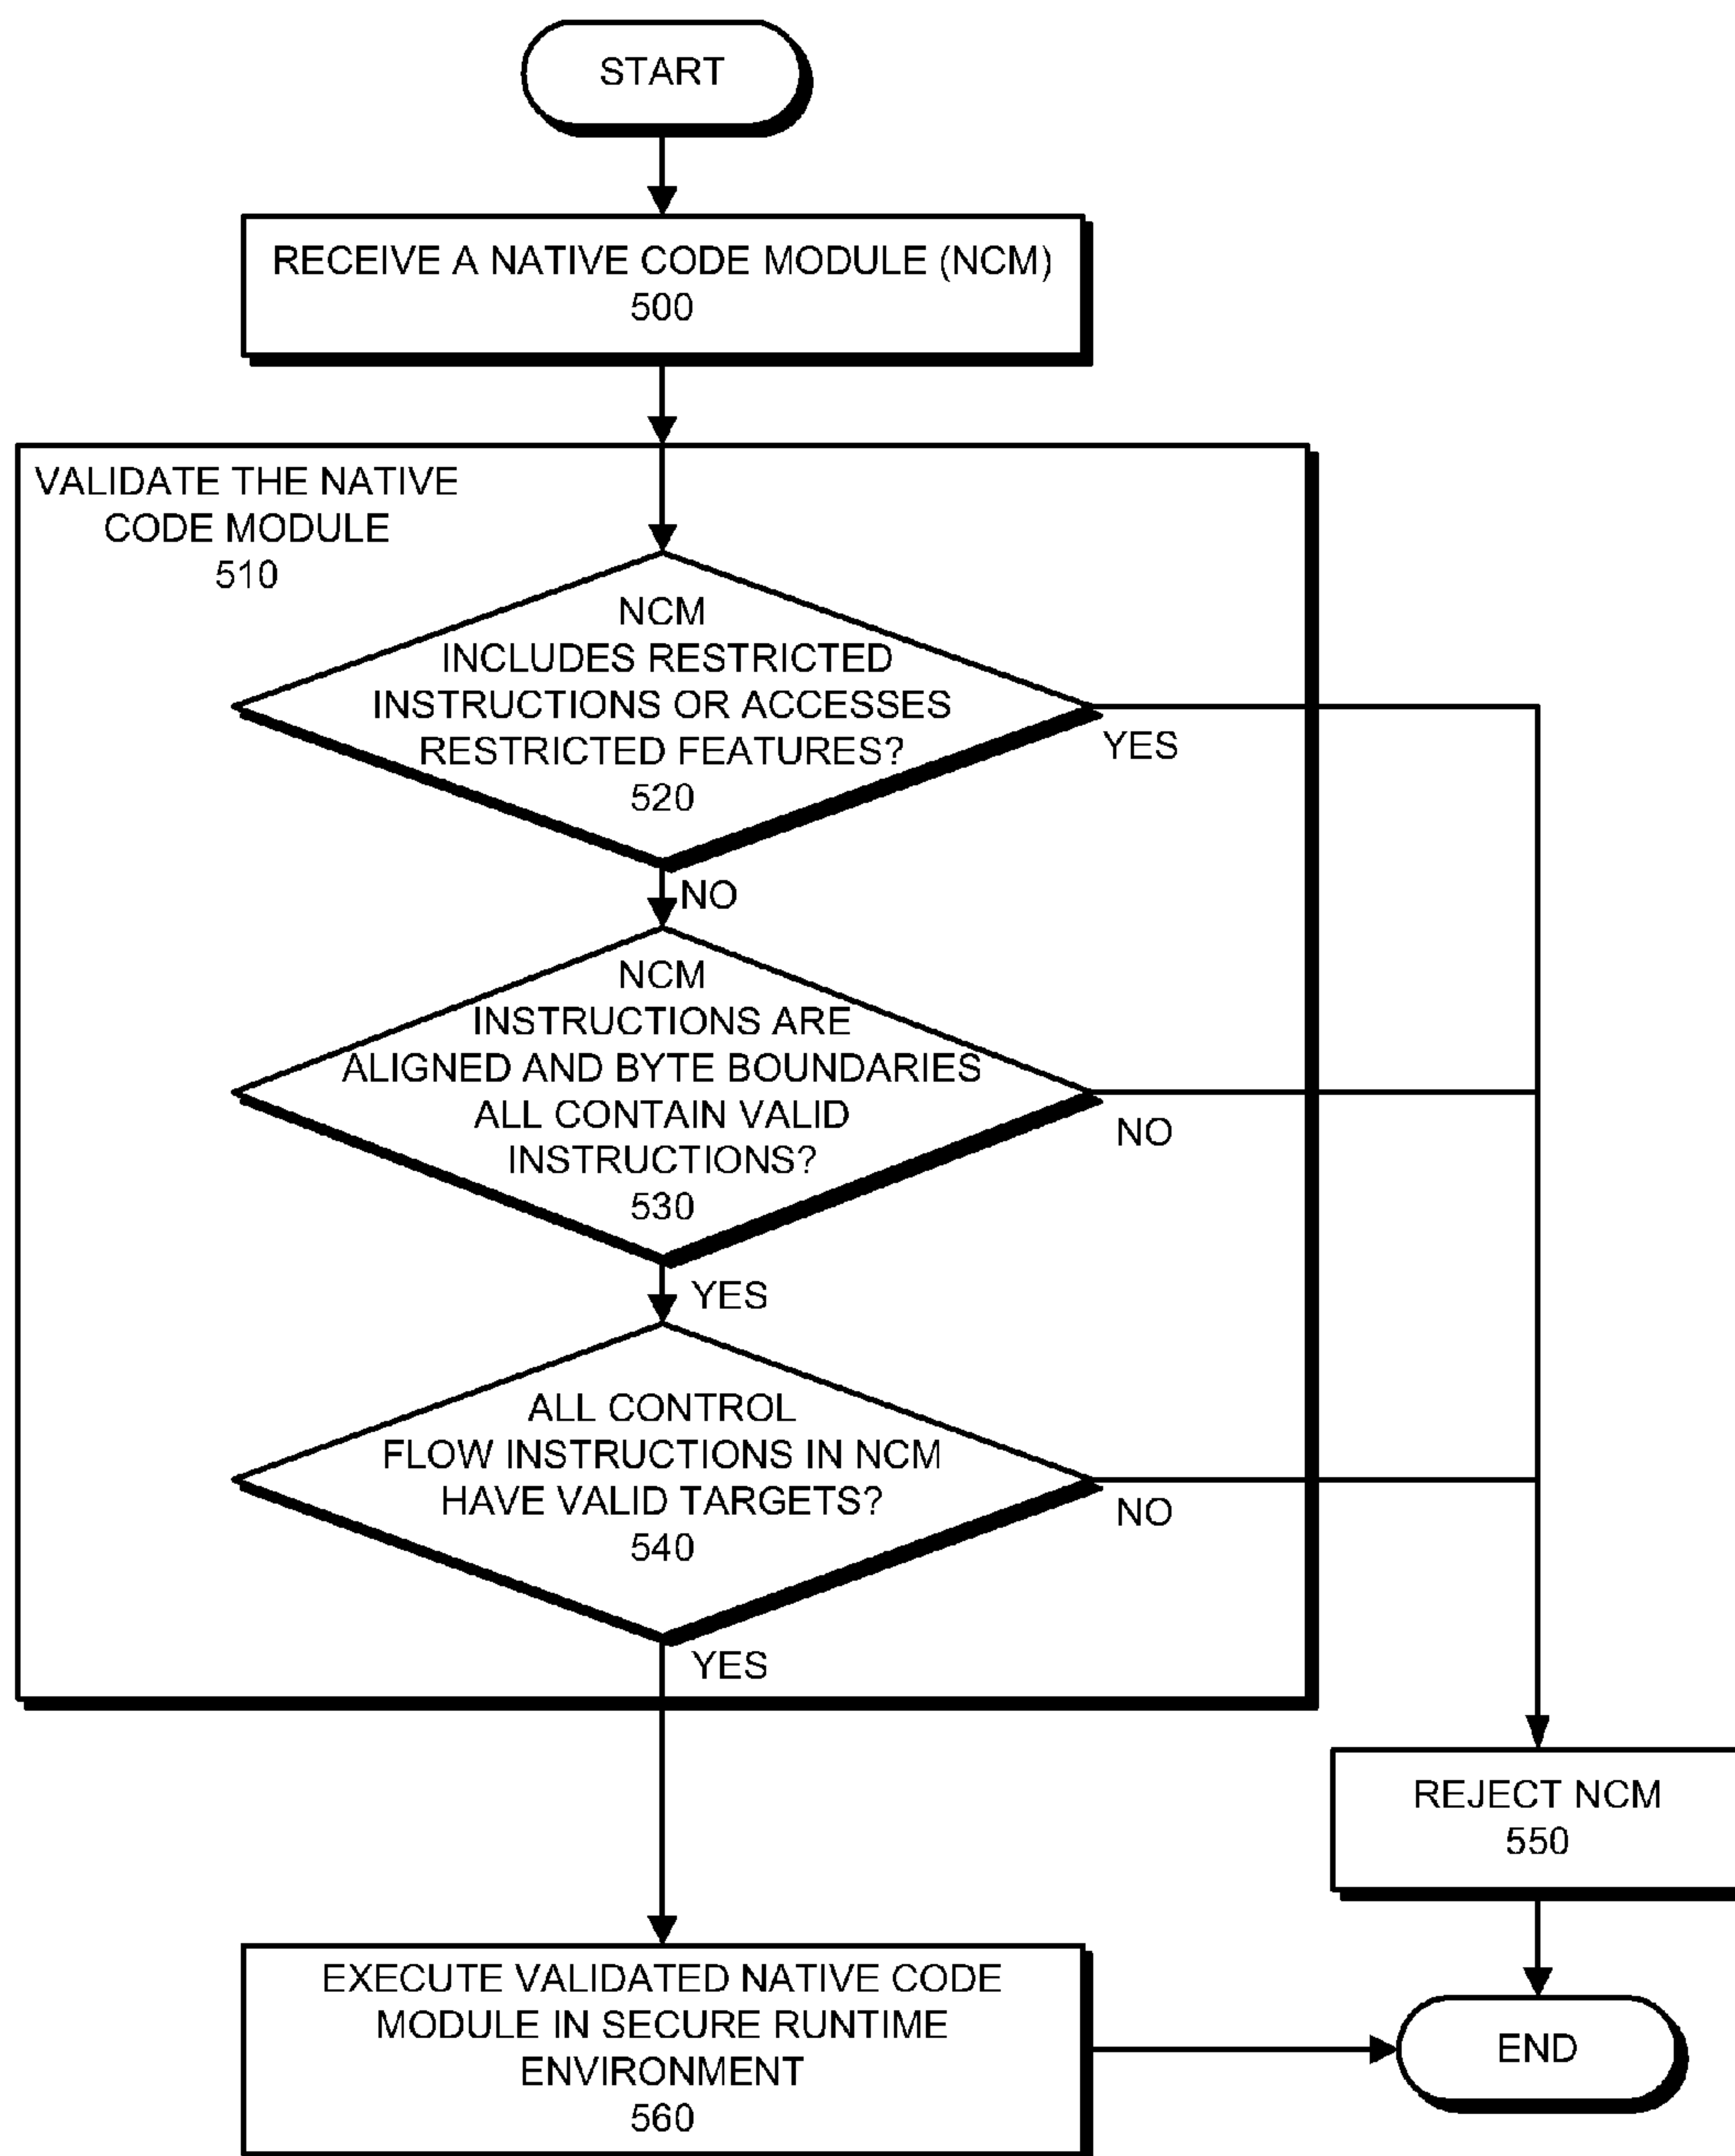 START
RECEIVE A NATIVE CODE MODULE (NCM)
500
VALIDATE THE NATIVE
CODE MODULE
510
NCM
INCLUDES RESTRICTED
INSTRUCTIONS OR ACCESSES
RESTRICTED FEATURES?
520
YES
NO
NCM
INSTRUCTIONS ARE
ALIGNED AND BYTE BOUNDARIES
ALL CONTAIN VALID
INSTRUCTIONS?
530
NO
YES
ALL CONTROL
FLOW INSTRUCTIONS IN NCM
HAVE VALID TARGETS?
540
NO
YES
REJECT NCM
550
EXECUTE VALIDATED NATIVE CODE
MODULE IN SECURE RUNTIME
ENVIRONMENT
560
END